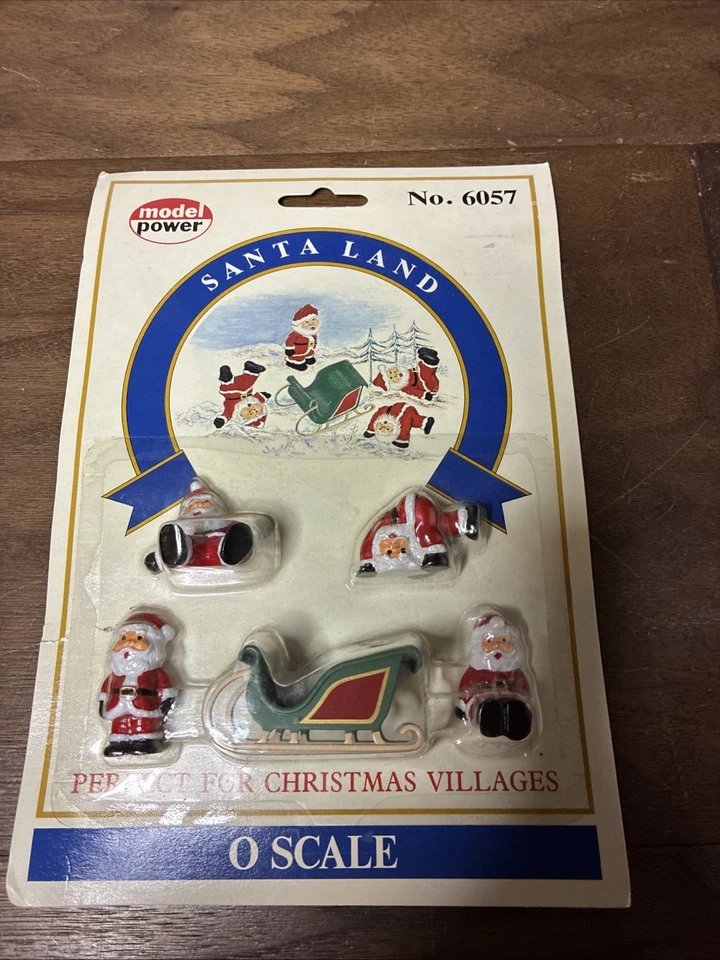 model
power
No. 6057
SANTA LAND
PERFECT FOR CHRISTMAS VILLAGES
O SCALE